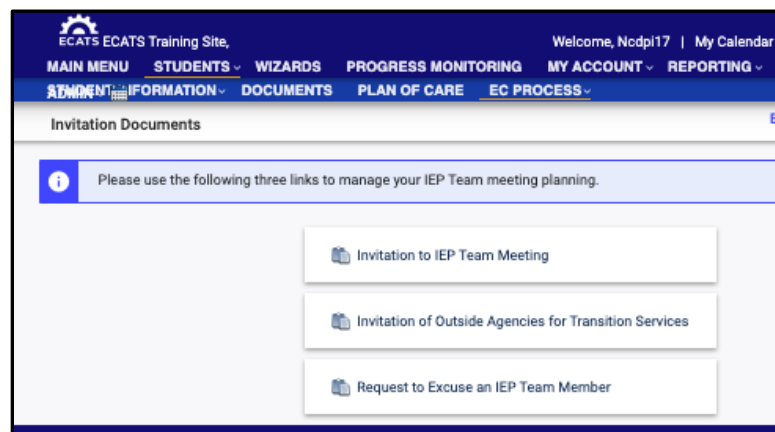 ECATS ECATS Training Site, Welcome, Ncdpi17 | My Calendar
MAIN MENU STUDENTS WIZARDS PROGRESS MONITORING MY ACCOUNT REPORTING
STUDENT INFORMATION DOCUMENTS PLAN OF CARE EC PROCESS
ADMIN
Invitation Documents
Please use the following three links to manage your IEP Team meeting planning.
Invitation to IEP Team Meeting
Invitation of Outside Agencies for Transition Services
Request to Excuse an IEP Team Member